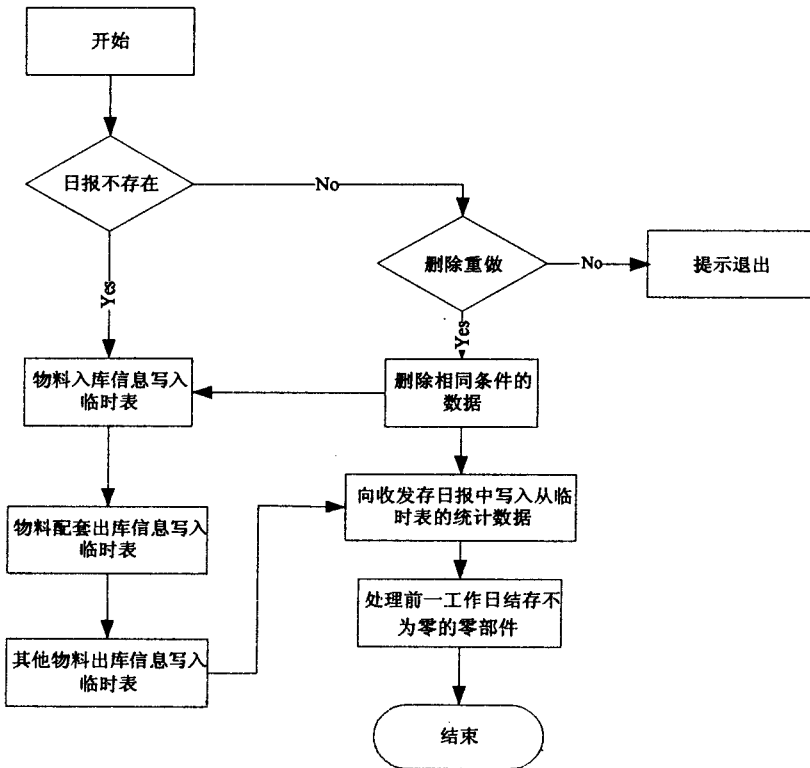 开始
日报不存在
No
删除重做
No
提示退出
Yes
Yes
物料入库信息写入
临时表
删除相同条件的
数据
向收发存日报中写入从临
时表的统计数据
物料配套出库信息写入
临时表
处理前一工作日结存不
为零的零部件
其他物料出库信息写入
临时表
结束